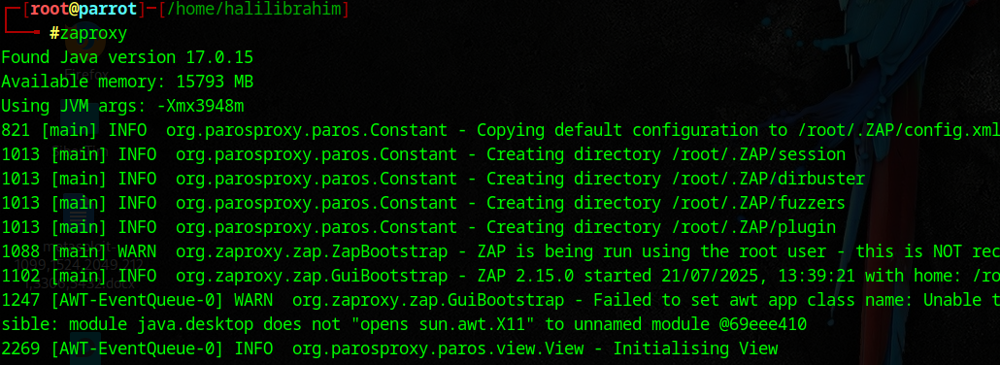 ┌─[root@parrot]─[/home/halilibrahim]
└──╼ #zaproxy
Found Java version 17.0.15
Available memory: 15793 MB
Using JVM args: -Xmx3948m
821 [main] INFO  org.parosproxy.paros.Constant - Copying default configuration to /root/.ZAP/config.xml
1013 [main] INFO  org.parosproxy.paros.Constant - Creating directory /root/.ZAP/session
1013 [main] INFO  org.parosproxy.paros.Constant - Creating directory /root/.ZAP/dirbuster
1013 [main] INFO  org.parosproxy.paros.Constant - Creating directory /root/.ZAP/fuzzers
1013 [main] INFO  org.parosproxy.paros.Constant - Creating directory /root/.ZAP/plugin
1088 [main] WARN  org.zaproxy.zap.ZapBootstrap - ZAP is being run using the root user - this is NOT rec
1102 [main] INFO  org.zaproxy.zap.GuiBootstrap - ZAP 2.15.0 started 21/07/2025, 13:39:21 with home: /ro
1247 [AWT-EventQueue-0] WARN  org.zaproxy.zap.GuiBootstrap - Failed to set awt app class name: Unable t
sible: module java.desktop does not "opens sun.awt.X11" to unnamed module @69eee410
2269 [AWT-EventQueue-0] INFO  org.parosproxy.paros.view.View - Initialising View